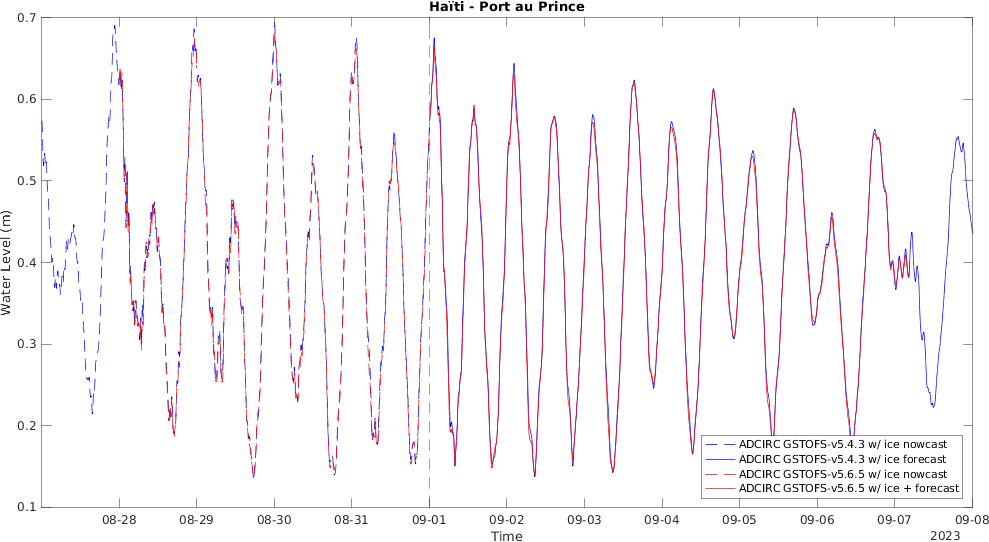 Haïti - Port au Prince
0.7
0.6
0.5
0.4
0.3
0.2
0.1
Water Level (m)
ADCIRC GSTOFS-v5.4.3 w/ ice nowcast
ADCIRC GSTOFS-v5.4.3 w/ ice forecast
ADCIRC GSTOFS-v5.6.5 w/ ice nowcast
ADCIRC GSTOFS-v5.6.5 w/ ice + forecast
08-28 08-29 08-30 08-31 09-01 09-02 09-03 09-04 09-05 09-06 09-07 09-08
Time
2023